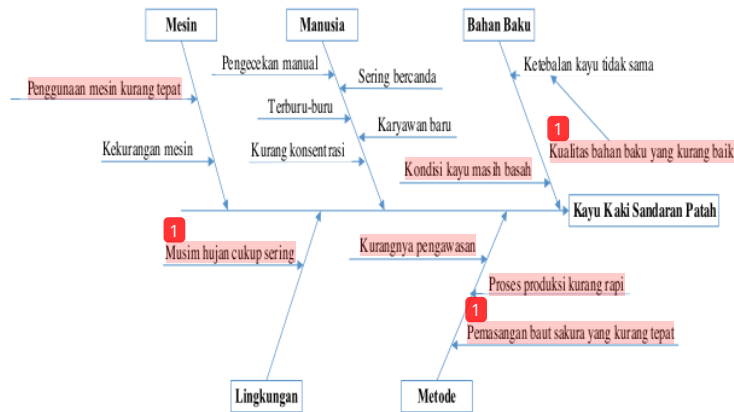 Mesin
Manusia
Bahan Baku
Pengecekan manual
Ketebalan kayu tidak sama
Sering bercanda
Penggunaan mesin kurang tepat
Terburu-buru
Karyawan baru
1
Kualitas bahan baku yang kurang baik
Kekurangan mesin
Kurang konsentrasi
Kondisi kayu masih basah
Kayu Kaki Sandaran Patah
1
Musim hujan cukup sering
Kurangnya pengawasan
Proses produksi kurang rapi
1
Pemasangan baut sakura yang kurang tepat
Lingkungan
Metode